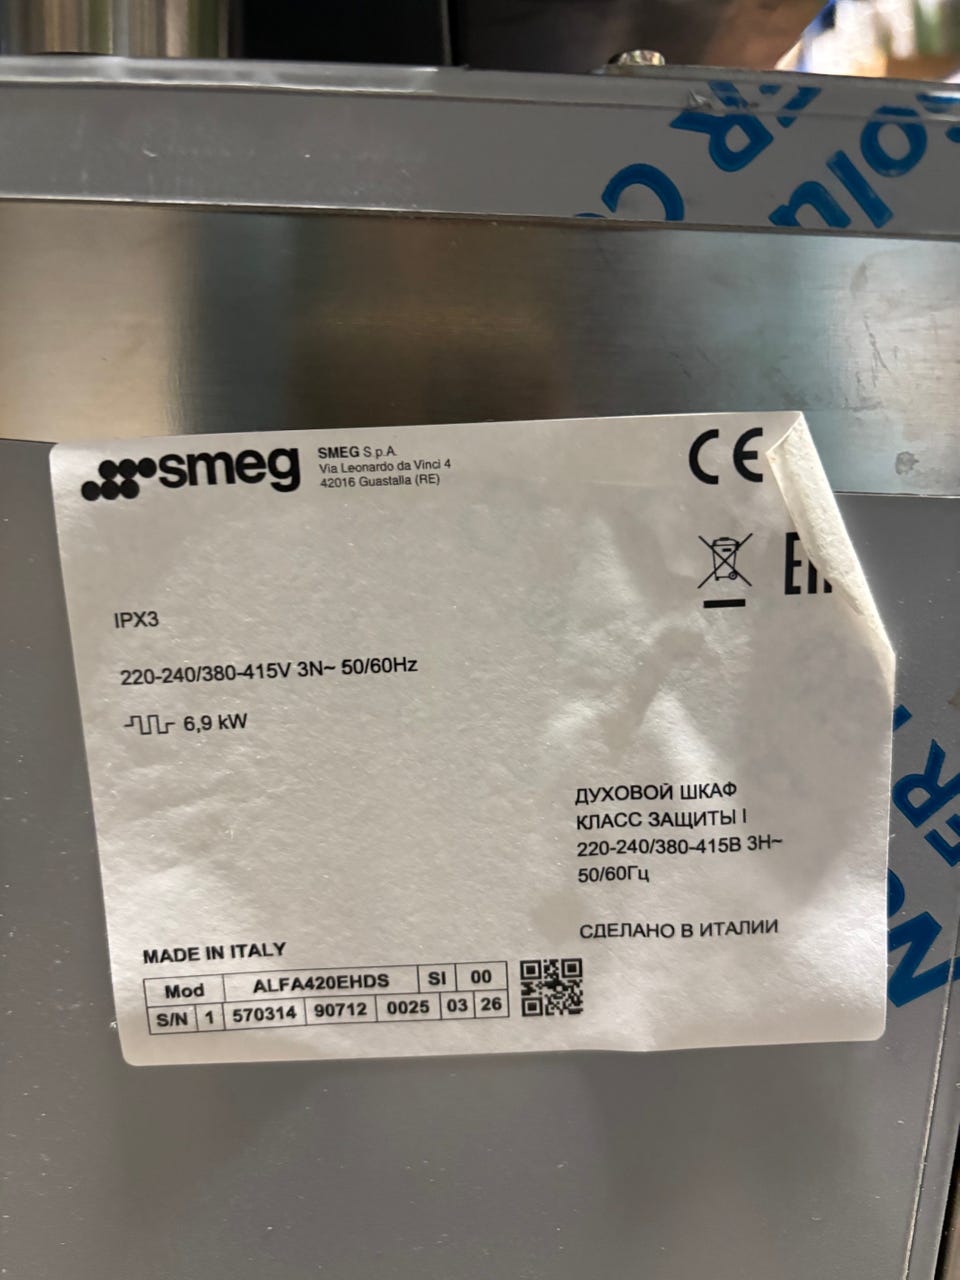 smeg
SMEG S.p.A.
Via Leonardo da Vinci 4
42016 Guastalla (RE)
CE
IPX3
220-240/380-415V 3N~ 50/60Hz
6,9 kW
ДУХОВОЙ ШКАФ
КЛАСС ЗАЩИТЫ I
220-240/380-415В 3Н~
50/60Гц
СДЕЛАНО В ИТАЛИИ
MADE IN ITALY
Mod ALFA420EHDS SI 00
S/N 1 570314 90712 0025 03 26